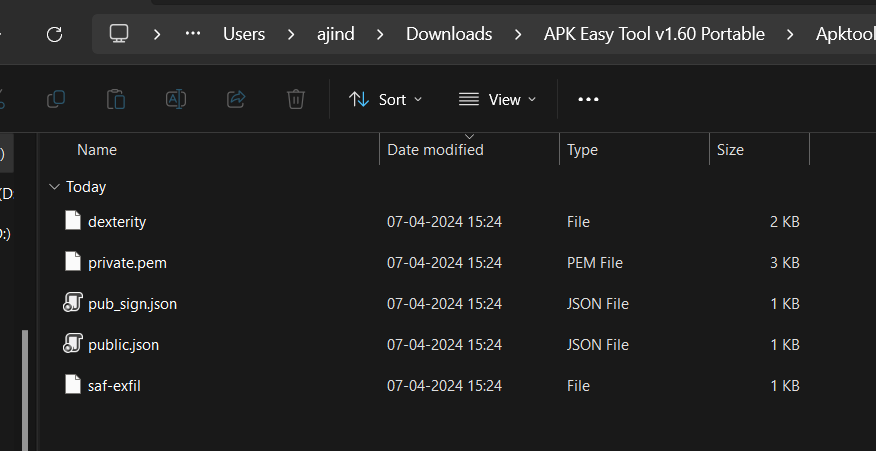 ... Users > ajind > Downloads > APK Easy Tool v1.60 Portable > Apktool
Sort View ...
Name Date modified Type Size
)
Today
(D:
dexterity 07-04-2024 15:24 File 2 KB
):)
private.pem 07-04-2024 15:24 PEM File 3 KB
pub_sign.json 07-04-2024 15:24 JSON File 1 KB
public.json 07-04-2024 15:24 JSON File 1 KB
saf-exfil 07-04-2024 15:24 File 1 KB